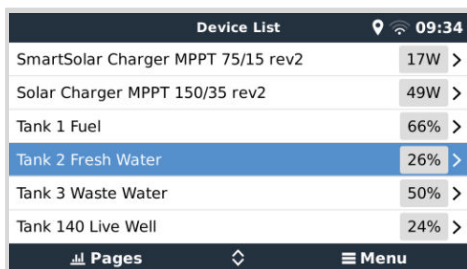 Device List 09:34
SmartSolar Charger MPPT 75/15 rev2 17W
Solar Charger MPPT 150/35 rev2 49W
Tank 1 Fuel 66%
Tank 2 Fresh Water 26%
Tank 3 Waste Water 50%
Tank 140 Live Well 24%
Pages Menu